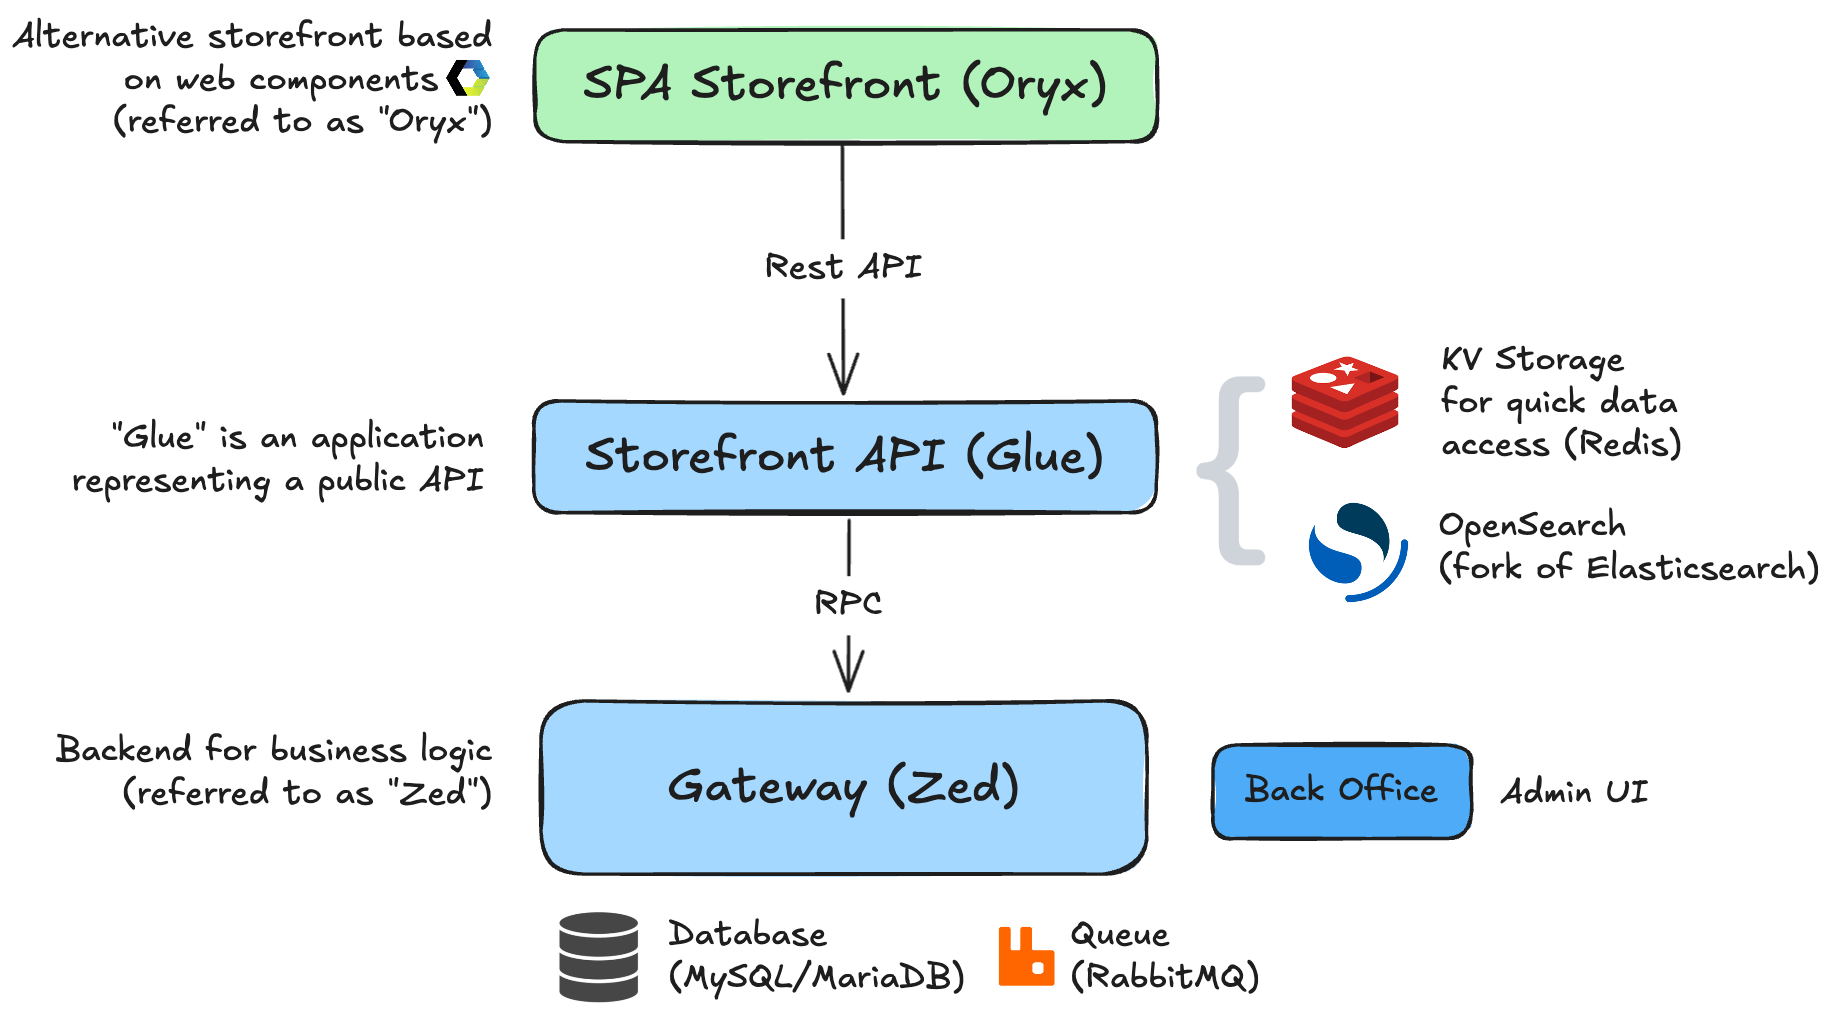 Alternative storefront based
on web components
(referred to as "Oryx")
SPA Storefront (Oryx)
Rest API
"Glue" is an application
representing a public API
Storefront API (Glue)
KV Storage
for quick data
access (Redis)
OpenSearch
(fork of Elasticsearch)
RPC
Backend for business logic
(referred to as "Zed")
Gateway (Zed)
Back Office
Admin UI
Database
(MySQL/MariaDB)
Queue
(RabbitMQ)